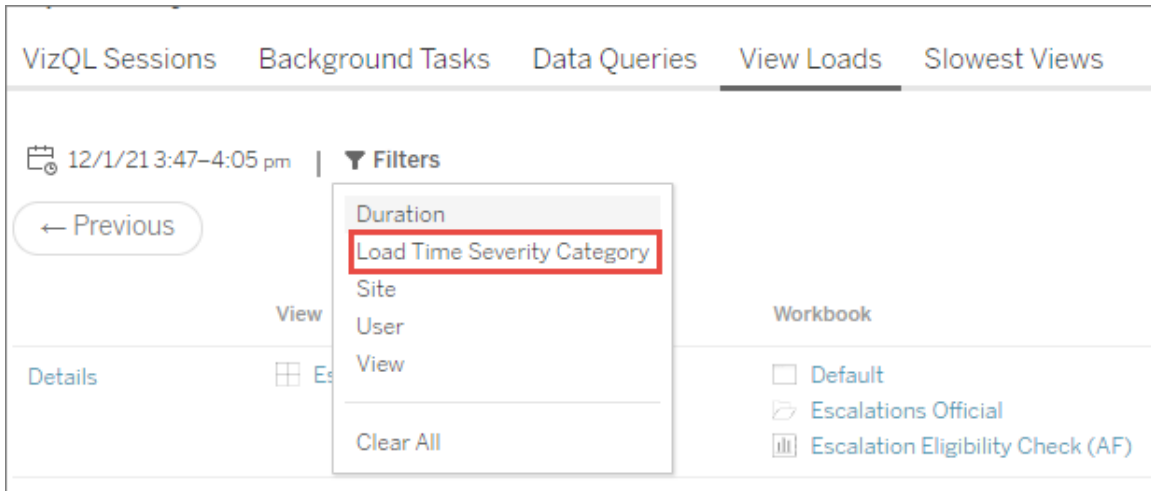 VizQL Sessions Background Tasks Data Queries View Loads Slowest Views
12/1/21 3:47–4:05 pm | Filters
← Previous
Duration
Load Time Severity Category
Site
User
View
Clear All
View Workbook
Details Es Default
Escalations Official
Escalation Eligibility Check (AF)